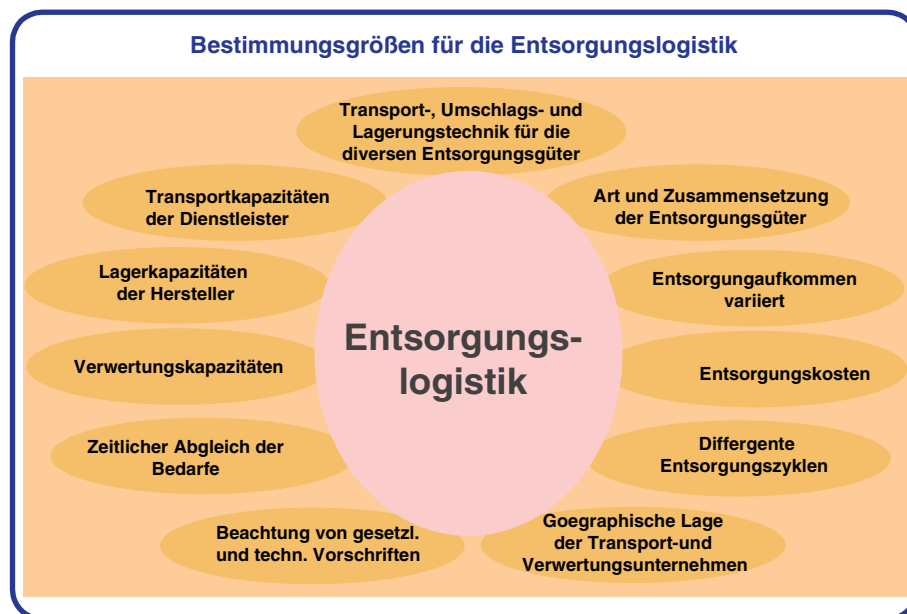 Bestimmungsgrößen für die Entsorgungslogistik
Transport-, Umschlags- und
Lagerungstechnik für die
diversen Entsorgungsgüter
Transportkapazitäten
der Dienstleister
Art und Zusammensetzung
der Entsorgungsgüter
Lagerkapazitäten
der Hersteller
Entsorgungaufkommen
variiert
Entsorgungs-
logistik
Verwertungskapazitäten
Entsorgungskosten
Zeitlicher Abgleich der
Bedarfe
Differgente
Entsorgungszyklen
Beachtung von gesetzl.
und techn. Vorschriften
Goegraphische Lage
der Transport-und
Verwertungsunternehmen